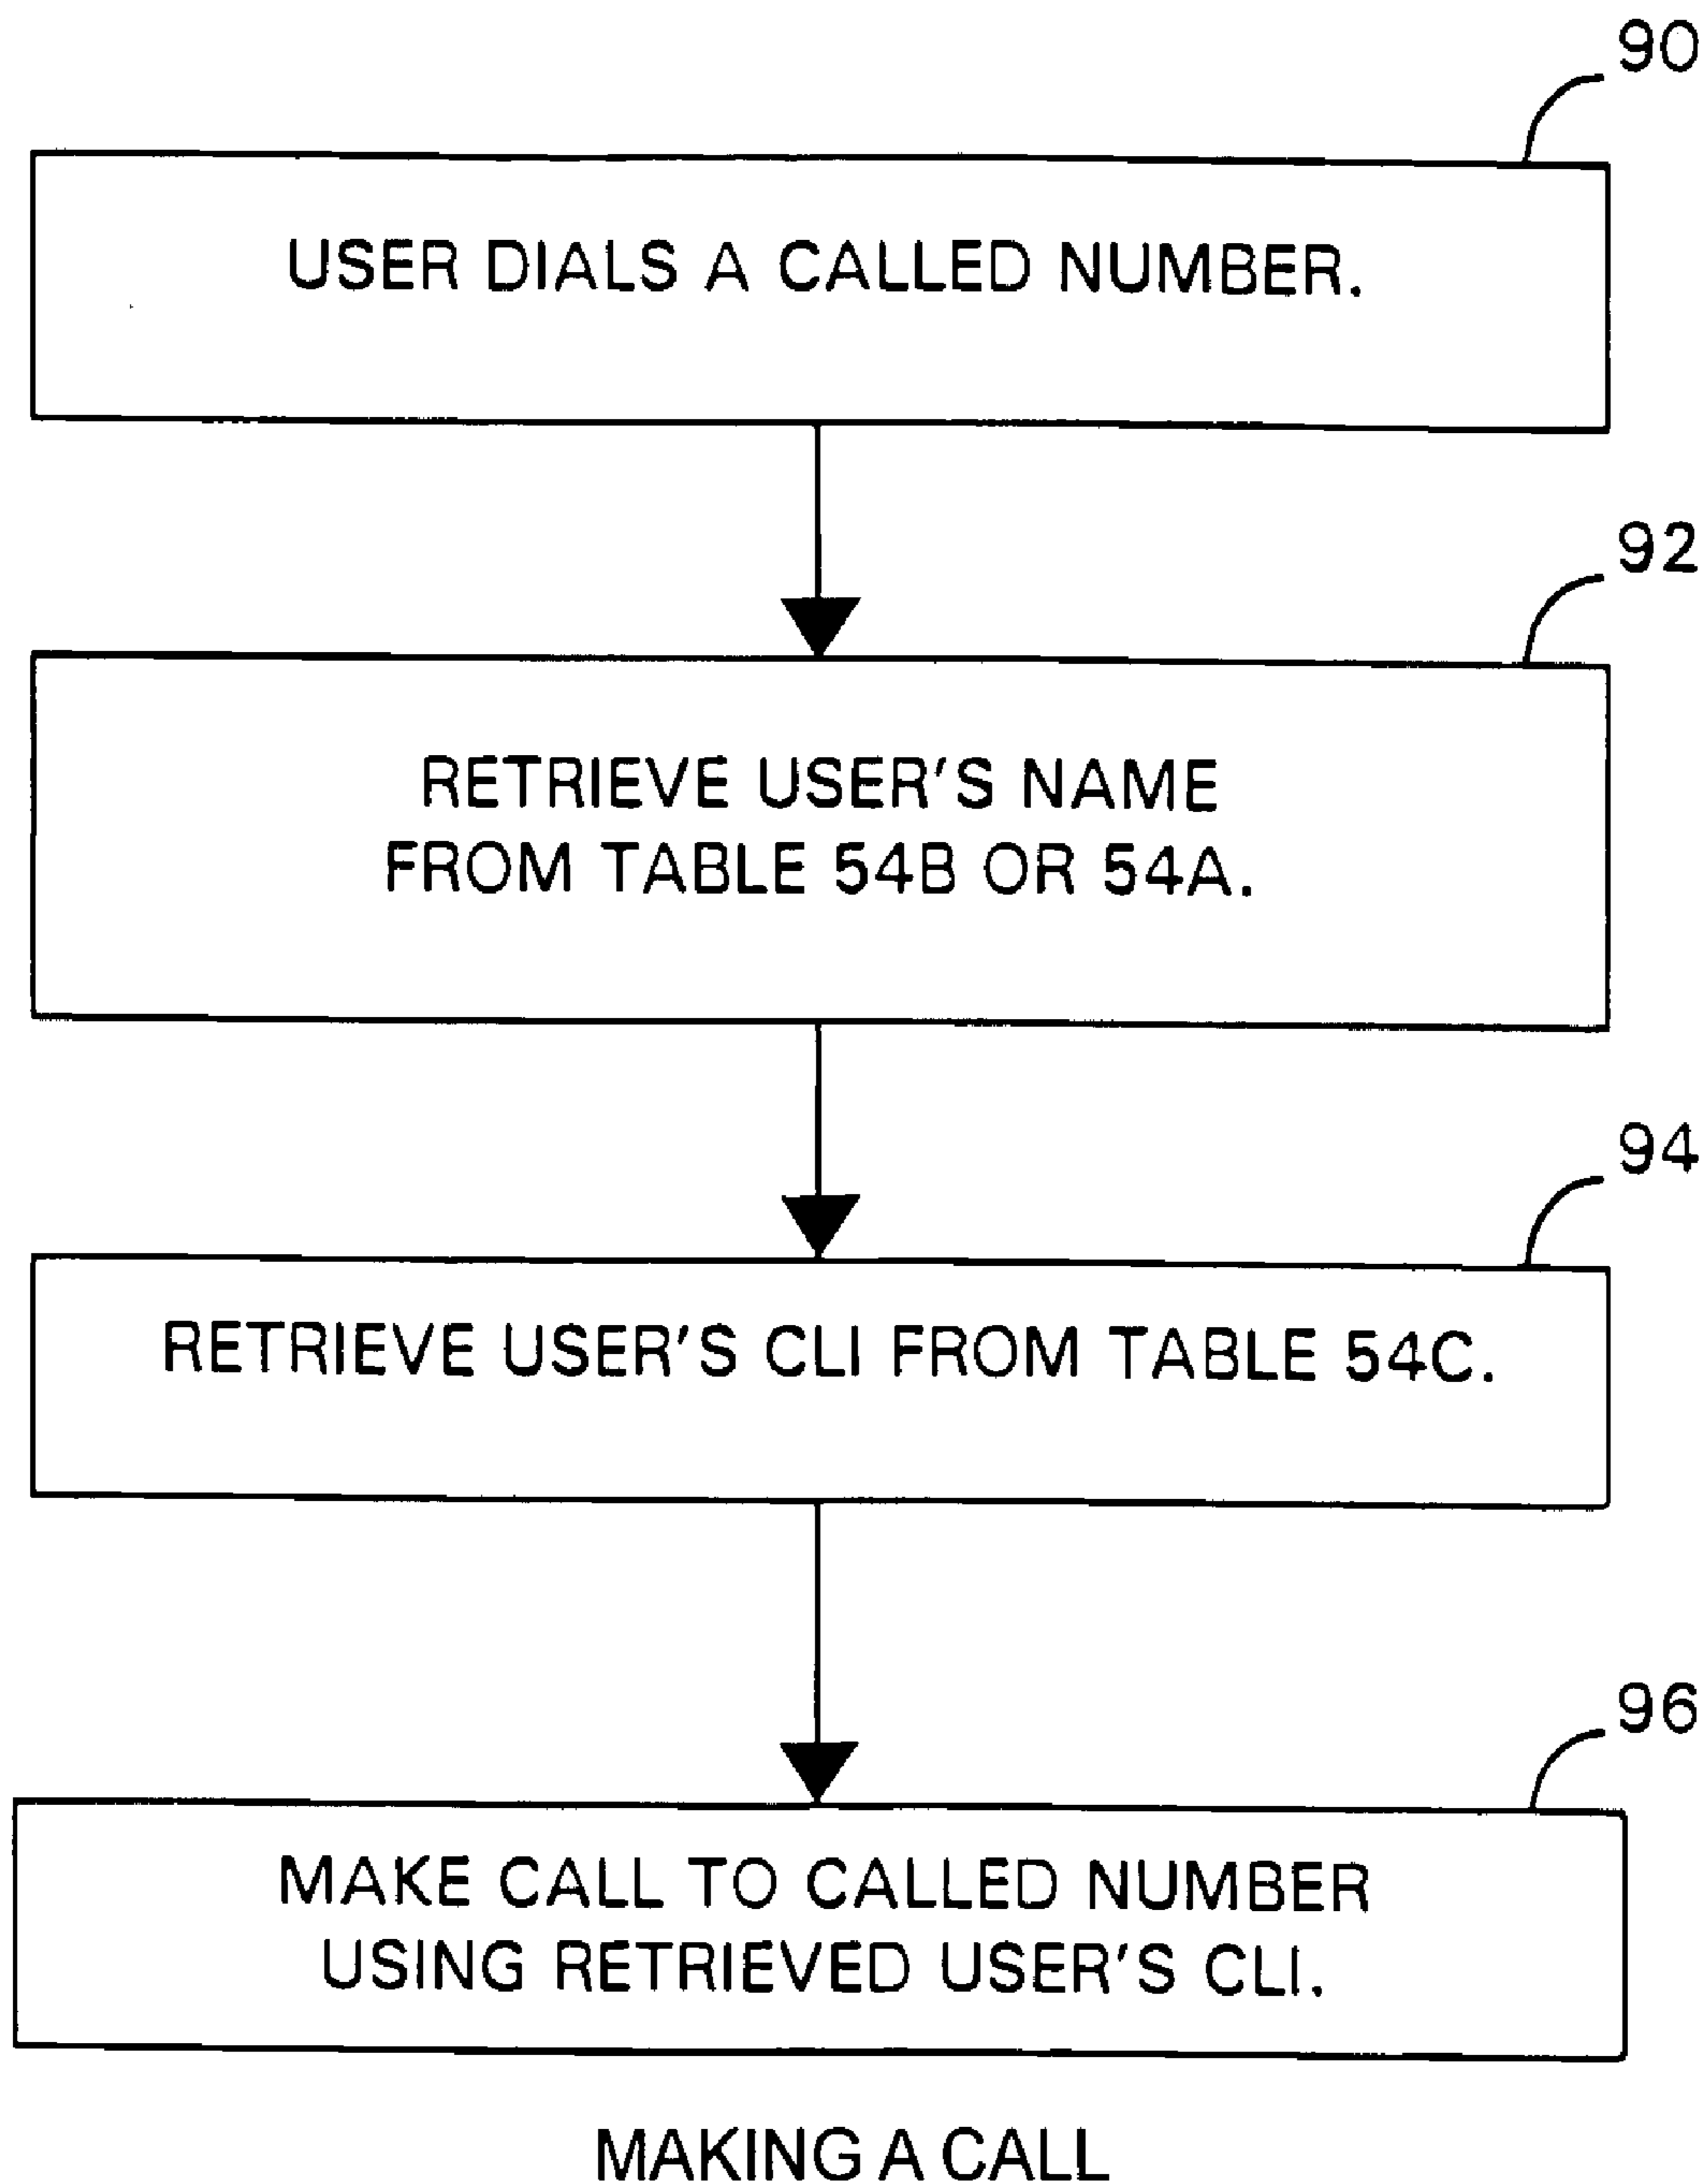 90
USER DIALS A CALLED NUMBER.
92
RETRIEVE USER'S NAME
FROM TABLE 54B OR 54A.
94
RETRIEVE USER'S CLI FROM TABLE 54C.
96
MAKE CALL TO CALLED NUMBER
USING RETRIEVED USER'S CLI.
MAKING A CALL